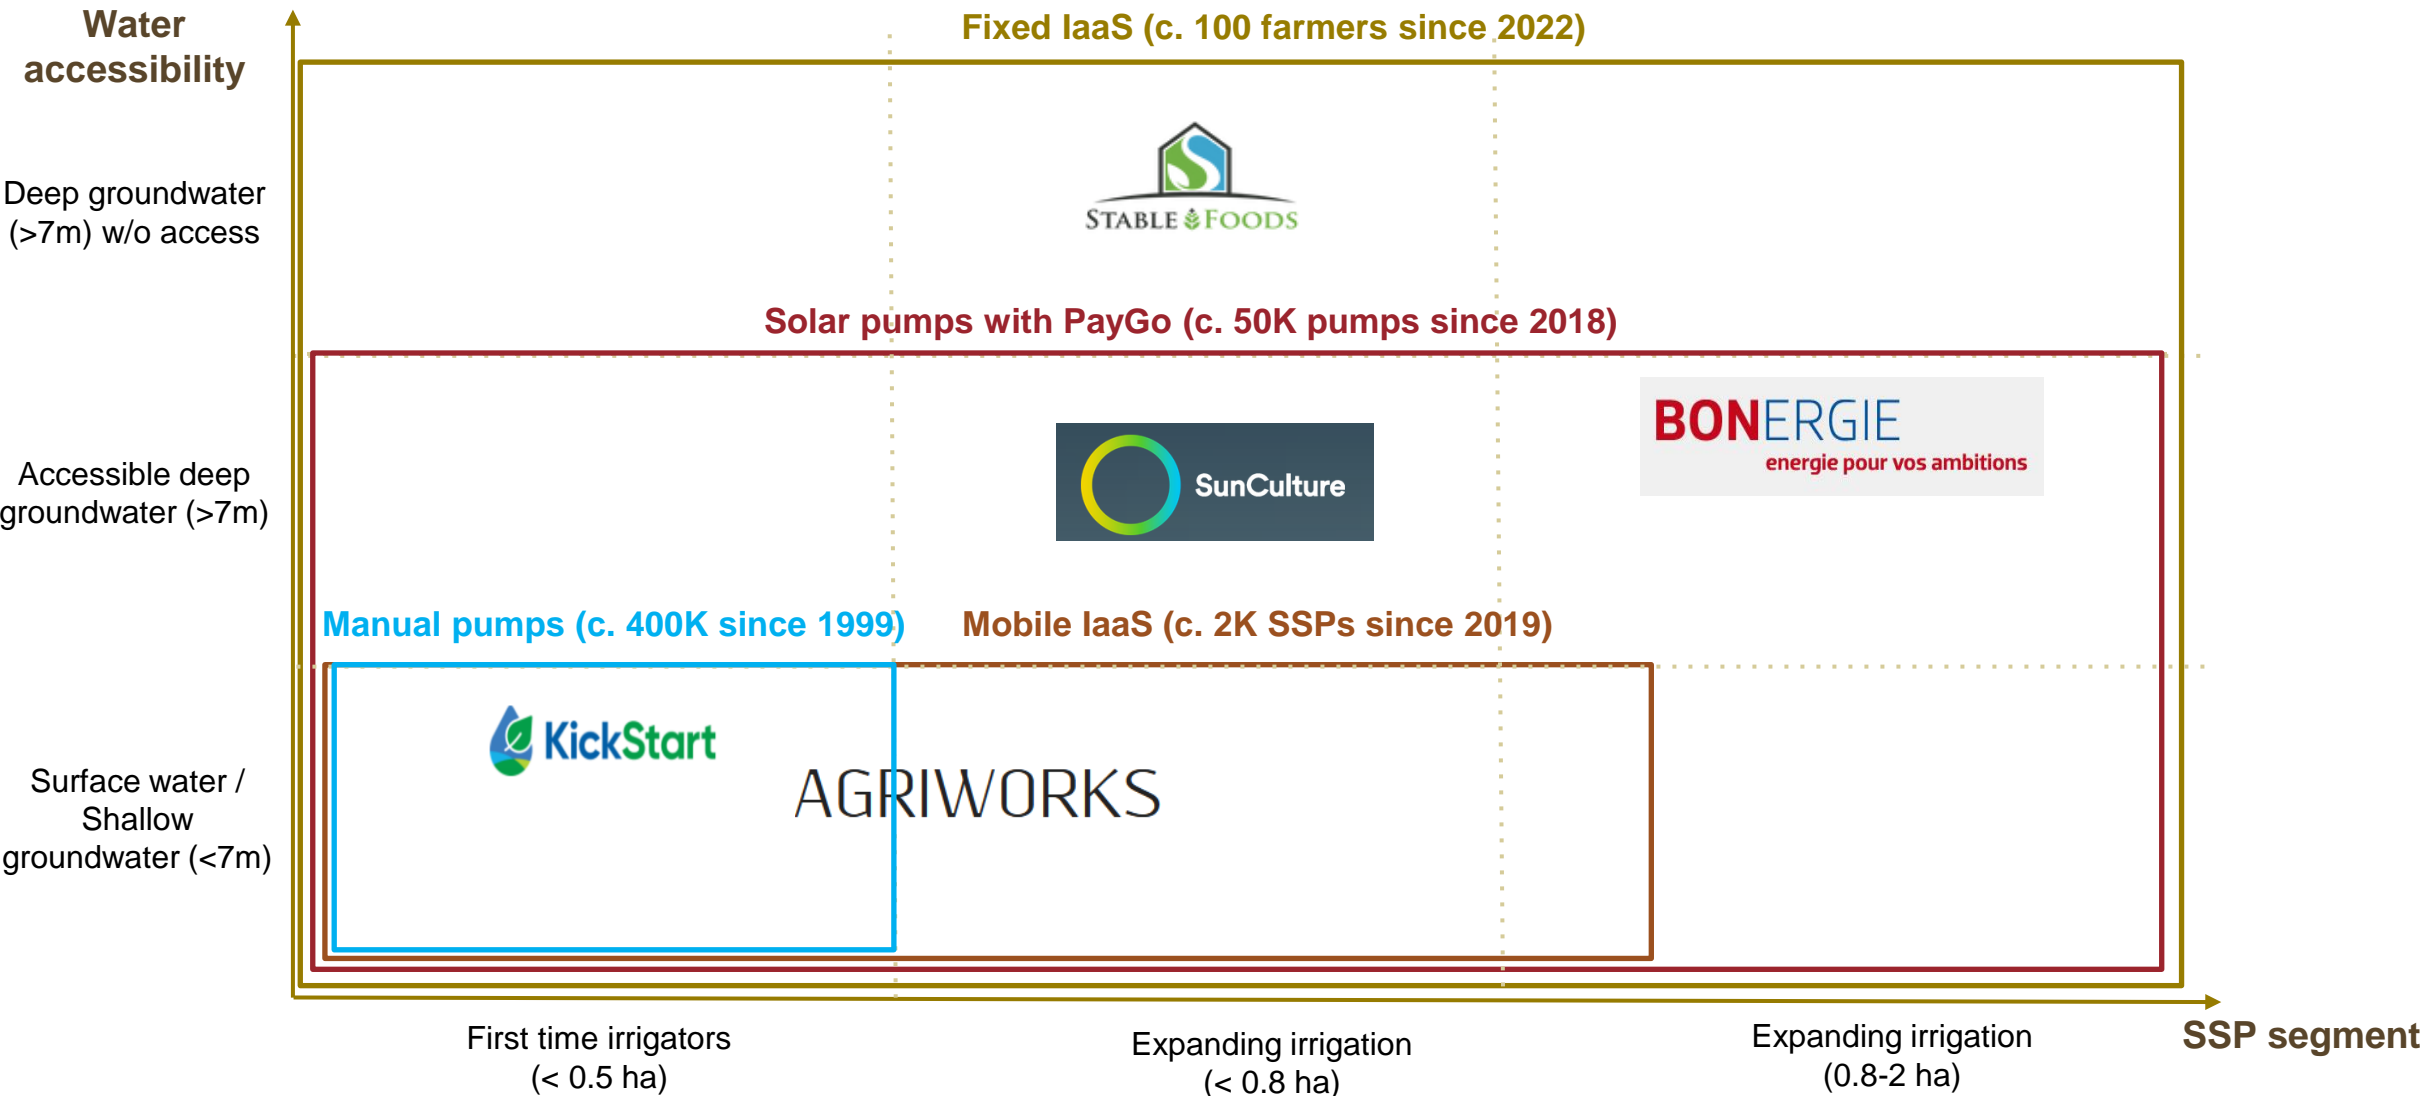 Water
accessibility
Fixed IaaS (c. 100 farmers since 2022)
Deep groundwater
(>7m) w/o access
STABLE FOODS
Solar pumps with PayGo (c. 50K pumps since 2018)
Accessible deep
groundwater (>7m)
SunCulture
BONERGIE
energie pour vos ambitions
Manual pumps (c. 400K since 1999)
Mobile IaaS (c. 2K SSPs since 2019)
Surface water /
Shallow
groundwater (<7m)
KickStart
AGRIWORKS
First time irrigators
(< 0.5 ha)
Expanding irrigation
(< 0.8 ha)
Expanding irrigation
(0.8-2 ha)
SSP segment